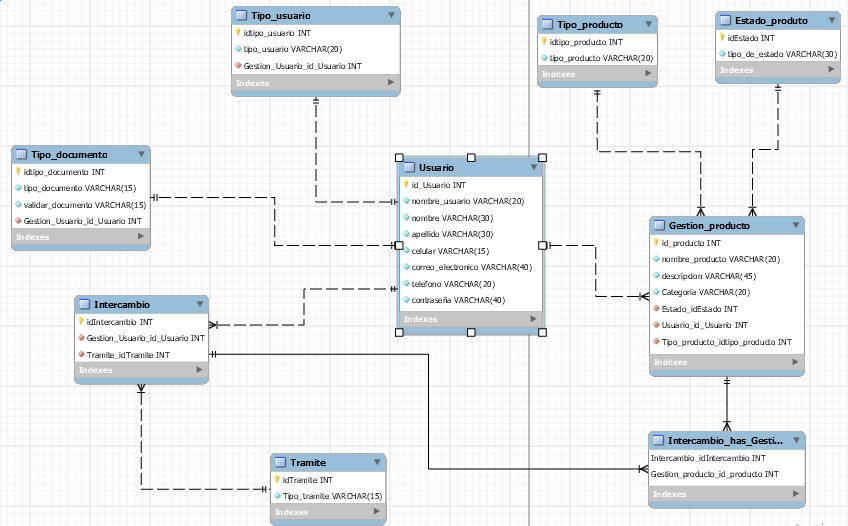 Tipo_usuario
idtipo_usuario INT
tipo_usuario VARCHAR(20)
Gestion_Usuario_id_Usuario INT
Indexes
Tipo_producto
idtipo_producto INT
tipo_producto VARCHAR(20)
Indexes
Estado_produto
idEstado INT
tipo_de_estado VARCHAR(30)
Indexes
Tipo_documento
idtipo_documento INT
tipo_documento VARCHAR(15)
validar_documento VARCHAR(15)
Gestion_Usuario_id_Usuario INT
Indexes
Usuario
id_Usuario INT
nombre_usuario VARCHAR(20)
nombre VARCHAR(30)
apellido VARCHAR(30)
celular VARCHAR(15)
correo_electronico VARCHAR(40)
telefono VARCHAR(20)
contraseña VARCHAR(40)
Indexes
Gestion_producto
id_producto INT
nombre_producto VARCHAR(20)
descripcion VARCHAR(45)
Categoria VARCHAR(20)
Estado_idEstado INT
Usuario_id_Usuario INT
Tipo_producto_idtipo_producto INT
Indexes
Intercambio
idIntercambio INT
Gestion_Usuario_id_Usuario INT
Tramite_idTramite INT
Indexes
Tramite
idTramite INT
Tipo_tramite VARCHAR(15)
Indexes
Intercambio_has_Gesti...
Intercambio_idIntercambio INT
Gestion_producto_id_producto INT
Indexes